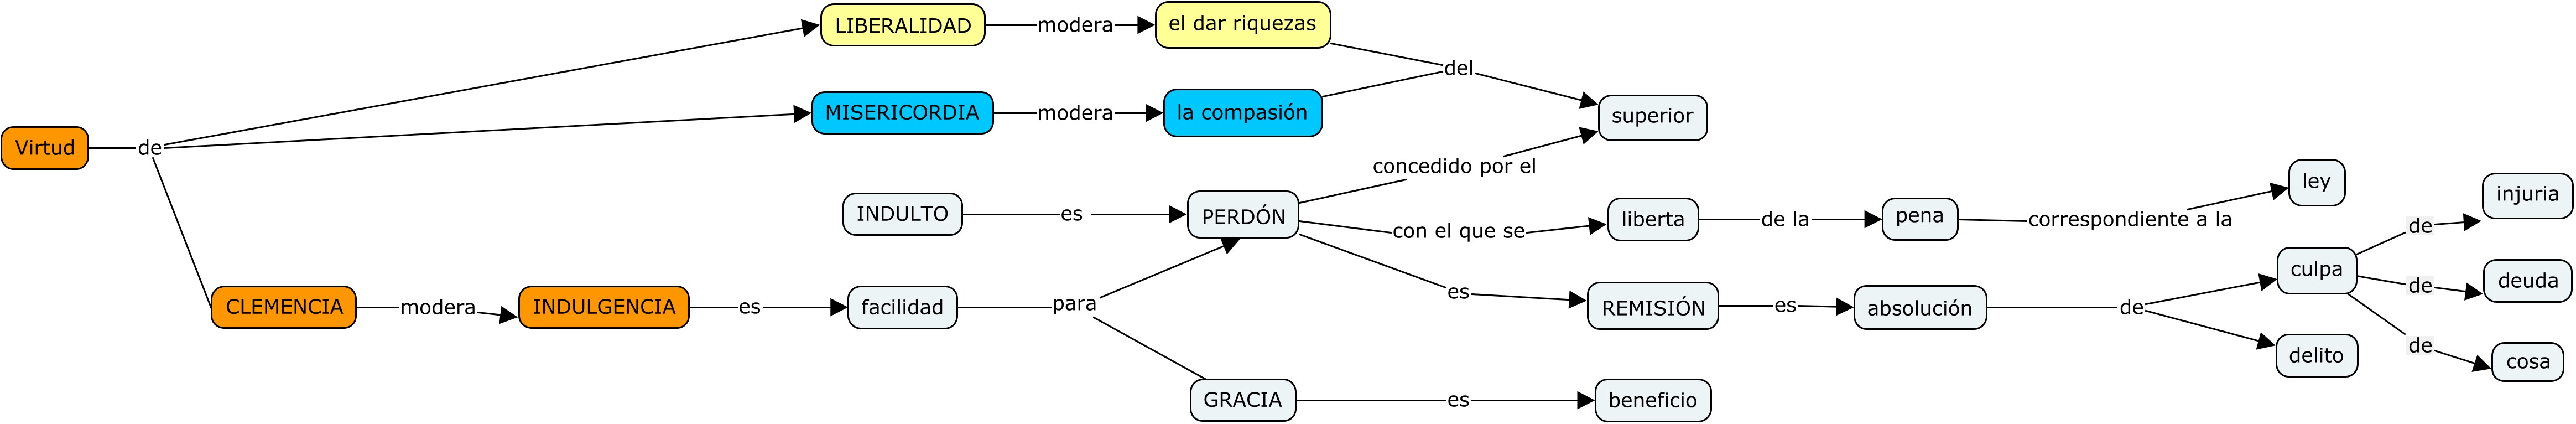 LIBERALIDAD modera el dar riquezas
del
MISERICORDIA modera la compasión
superior
Virtud de
concedido por el
ley
injuria
INDULTO es PERDÓN
con el que se liberta de la pena correspondiente a la
de
culpa
de deuda
CLEMENCIA modera INDULGENCIA es facilidad para
es REMISIÓN es absolución de
delito
de cosa
GRACIA es beneficio